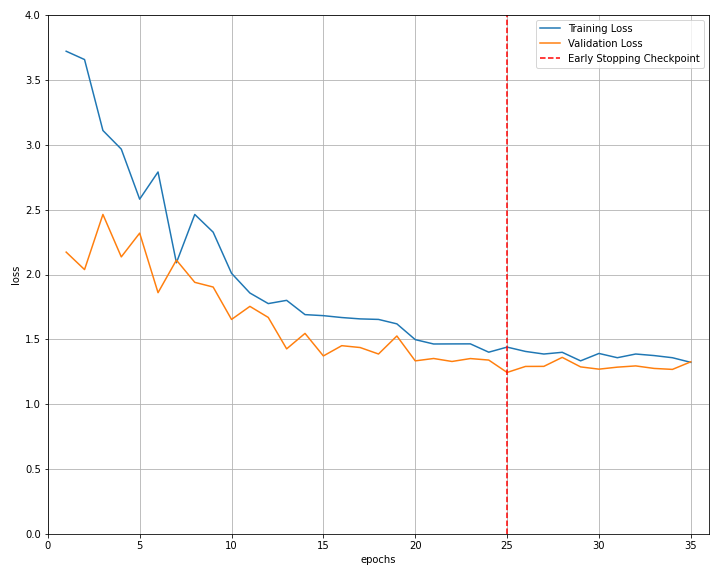 4.0
3.5
3.0
2.5
2.0
1.5
1.0
0.5
0.0
loss
Training Loss
Validation Loss
Early Stopping Checkpoint
0 5 10 15 20 25 30 35
epochs